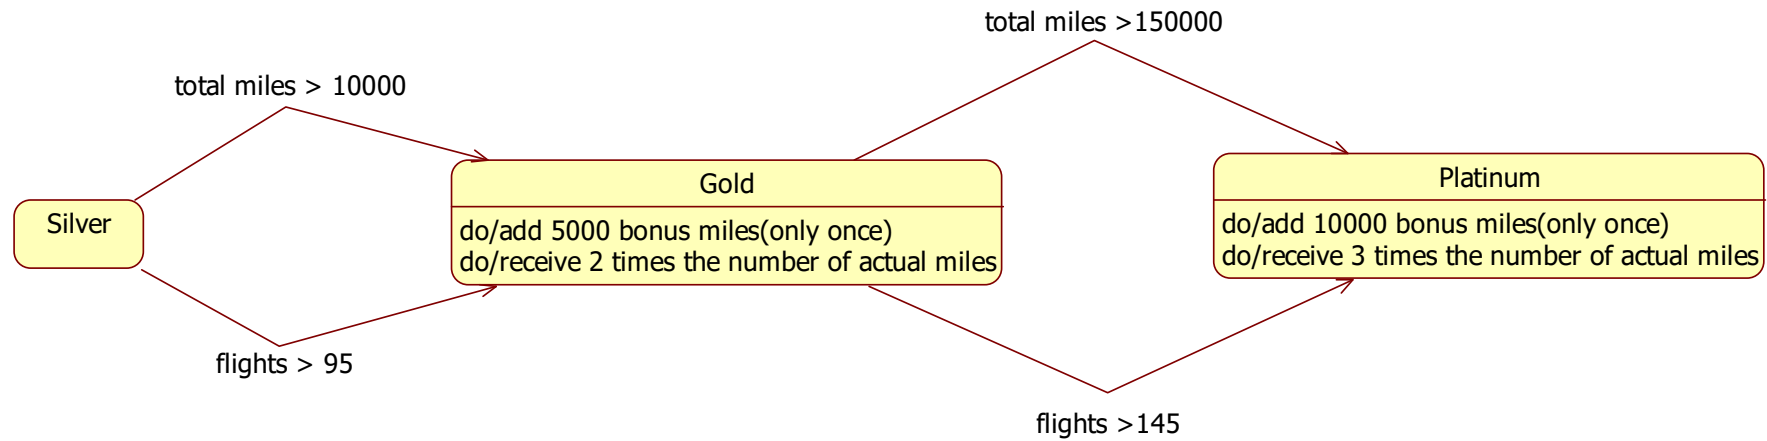 total miles >150000
total miles > 10000
Silver
Gold
do/add 5000 bonus miles(only once)
do/receive 2 times the number of actual miles
Platinum
do/add 10000 bonus miles(only once)
do/receive 3 times the number of actual miles
flights > 95
flights >145